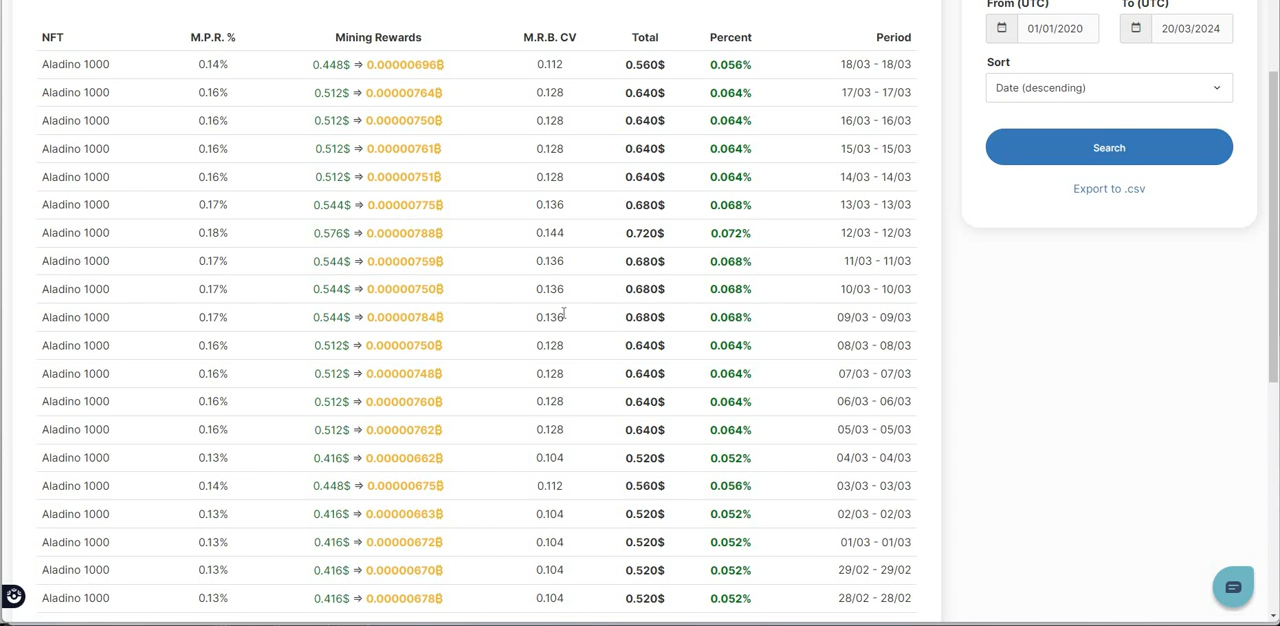 From (UTC) To (UTC)
01/01/2020 20/03/2024
Sort
Date (descending)
Search
Export to .csv
NFT M.P.R. % Mining Rewards M.R.B. CV Total Percent Period
Aladino 1000 0.14% 0.448$ ⇒ 0.00000696₿ 0.112 0.560$ 0.056% 18/03 - 18/03
Aladino 1000 0.16% 0.512$ ⇒ 0.00000764₿ 0.128 0.640$ 0.064% 17/03 - 17/03
Aladino 1000 0.16% 0.512$ ⇒ 0.00000750₿ 0.128 0.640$ 0.064% 16/03 - 16/03
Aladino 1000 0.16% 0.512$ ⇒ 0.00000761₿ 0.128 0.640$ 0.064% 15/03 - 15/03
Aladino 1000 0.16% 0.512$ ⇒ 0.00000751₿ 0.128 0.640$ 0.064% 14/03 - 14/03
Aladino 1000 0.17% 0.544$ ⇒ 0.00000775₿ 0.136 0.680$ 0.068% 13/03 - 13/03
Aladino 1000 0.18% 0.576$ ⇒ 0.00000788₿ 0.144 0.720$ 0.072% 12/03 - 12/03
Aladino 1000 0.17% 0.544$ ⇒ 0.00000759₿ 0.136 0.680$ 0.068% 11/03 - 11/03
Aladino 1000 0.17% 0.544$ ⇒ 0.00000750₿ 0.136 0.680$ 0.068% 10/03 - 10/03
Aladino 1000 0.17% 0.544$ ⇒ 0.00000784₿ 0.136 0.680$ 0.068% 09/03 - 09/03
Aladino 1000 0.16% 0.512$ ⇒ 0.00000750₿ 0.128 0.640$ 0.064% 08/03 - 08/03
Aladino 1000 0.16% 0.512$ ⇒ 0.00000748₿ 0.128 0.640$ 0.064% 07/03 - 07/03
Aladino 1000 0.16% 0.512$ ⇒ 0.00000760₿ 0.128 0.640$ 0.064% 06/03 - 06/03
Aladino 1000 0.16% 0.512$ ⇒ 0.00000762₿ 0.128 0.640$ 0.064% 05/03 - 05/03
Aladino 1000 0.13% 0.416$ ⇒ 0.00000662₿ 0.104 0.520$ 0.052% 04/03 - 04/03
Aladino 1000 0.14% 0.448$ ⇒ 0.00000675₿ 0.112 0.560$ 0.056% 03/03 - 03/03
Aladino 1000 0.13% 0.416$ ⇒ 0.00000663₿ 0.104 0.520$ 0.052% 02/03 - 02/03
Aladino 1000 0.13% 0.416$ ⇒ 0.00000672₿ 0.104 0.520$ 0.052% 01/03 - 01/03
Aladino 1000 0.13% 0.416$ ⇒ 0.00000670₿ 0.104 0.520$ 0.052% 29/02 - 29/02
Aladino 1000 0.13% 0.416$ ⇒ 0.00000678₿ 0.104 0.520$ 0.052% 28/02 - 28/02